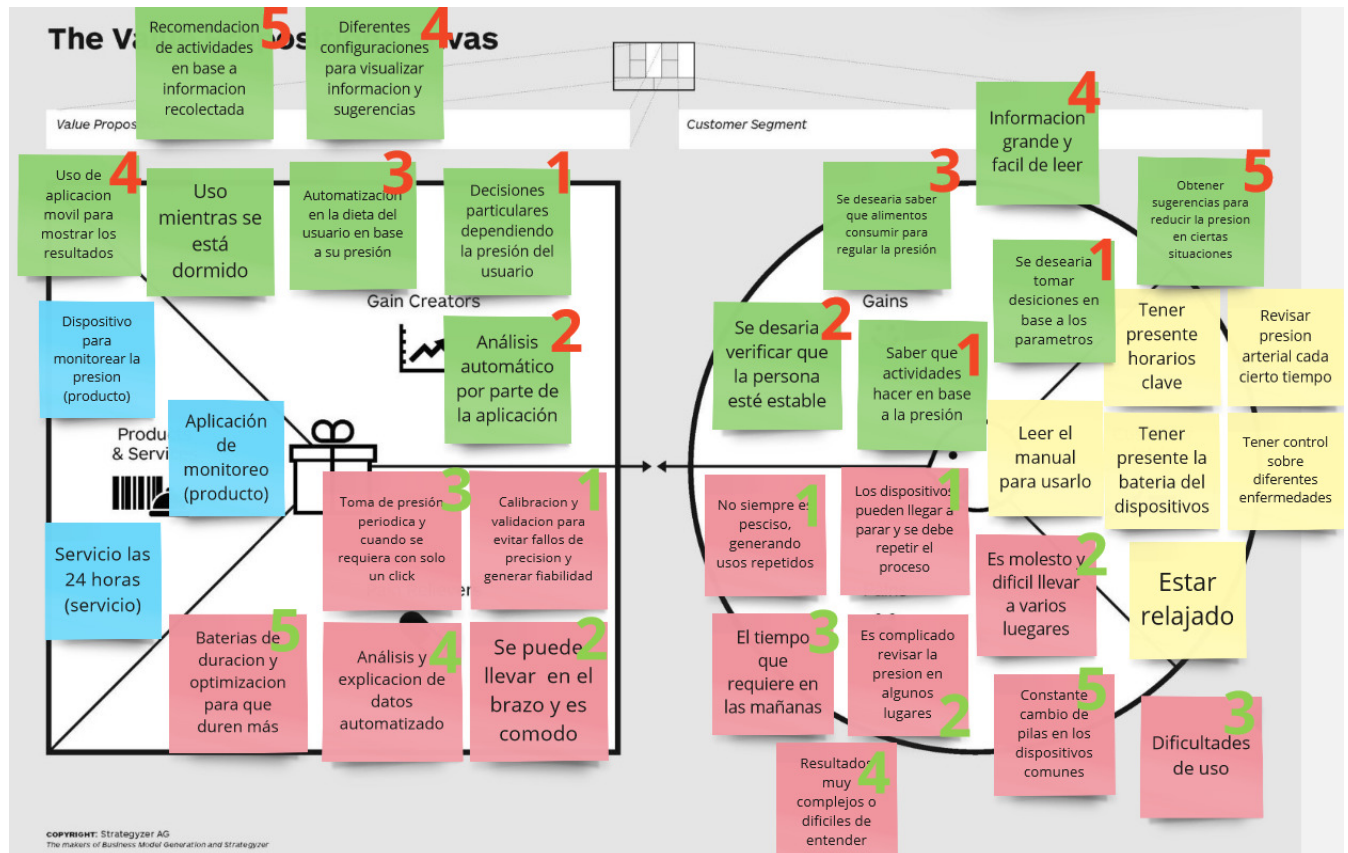 The Va
os
vas
Recomendacion
de actividades
en base a
informacion
recolectada
5
Diferentes
configuraciones
para visualizar
informacion y
sugerencias
4
Value Propos
Customer Segment
Uso de
aplicacion
movil para
mostrar los
resultados
4
Uso
mientras se
está
dormido
Automatizacion
en la dieta del
usuario en base
a su presión
3
Decisiones
particulares
dependiendo
la presión del
usuario
1
Gain Creators
Análisis
automático
por parte de
la aplicación
2
Dispositivo
para
monitorear la
presion
(producto)
Produ
& Servi
Aplicación
de
monitoreo
(producto)
Servicio las
24 horas
(servicio)
Toma de presión
periodica y
cuando se
requiera con solo
un click
3
Calibracion y
validacion para
evitar fallos de
precision y
generar fiabilidad
1
Baterias de
duracion y
optimizacion
para que
duren más
5
Análisis y
explicacion de
datos
automatizado
4
Se puede
llevar en el
brazo y es
comodo
2
Informacion
grande y
facil de leer
4
Se desearia saber
que alimentos
consumir para
regular la presión
3
Obtener
sugerencias para
reducir la presion
en ciertas
situaciones
5
Se desearia
tomar
desiciones en
base a los
parametros
1
Gains
Se desaria
verificar que
la persona
esté estable
2
Saber que
actividades
hacer en base
a la presión
1
Tener
presente
horarios
clave
Revisar
presion
arterial cada
cierto tiempo
Leer el
manual
para usarlo
Tener
presente la
bateria del
dispositivos
Tener control
sobre
diferentes
enfermedades
Estar
relajado
No siempre es
pesciso,
generando
usos repetidos
1
Los dispositivos
pueden llegar a
parar y se debe
repetir el
proceso
1
Es molesto y
dificil llevar
a varios
luegares
2
El tiempo
que
requiere en
las mañanas
3
Es complicado
revisar la
presion en
algunos
lugares
2
Constante
cambio de
pilas en los
dispositivos
comunes
5
Dificultades
de uso
3
Resultados
muy
complejos o
dificiles de
entender
4
COPYRIGHT: Strategyzer AG
The makers of Business Model Generation and Strategyzer